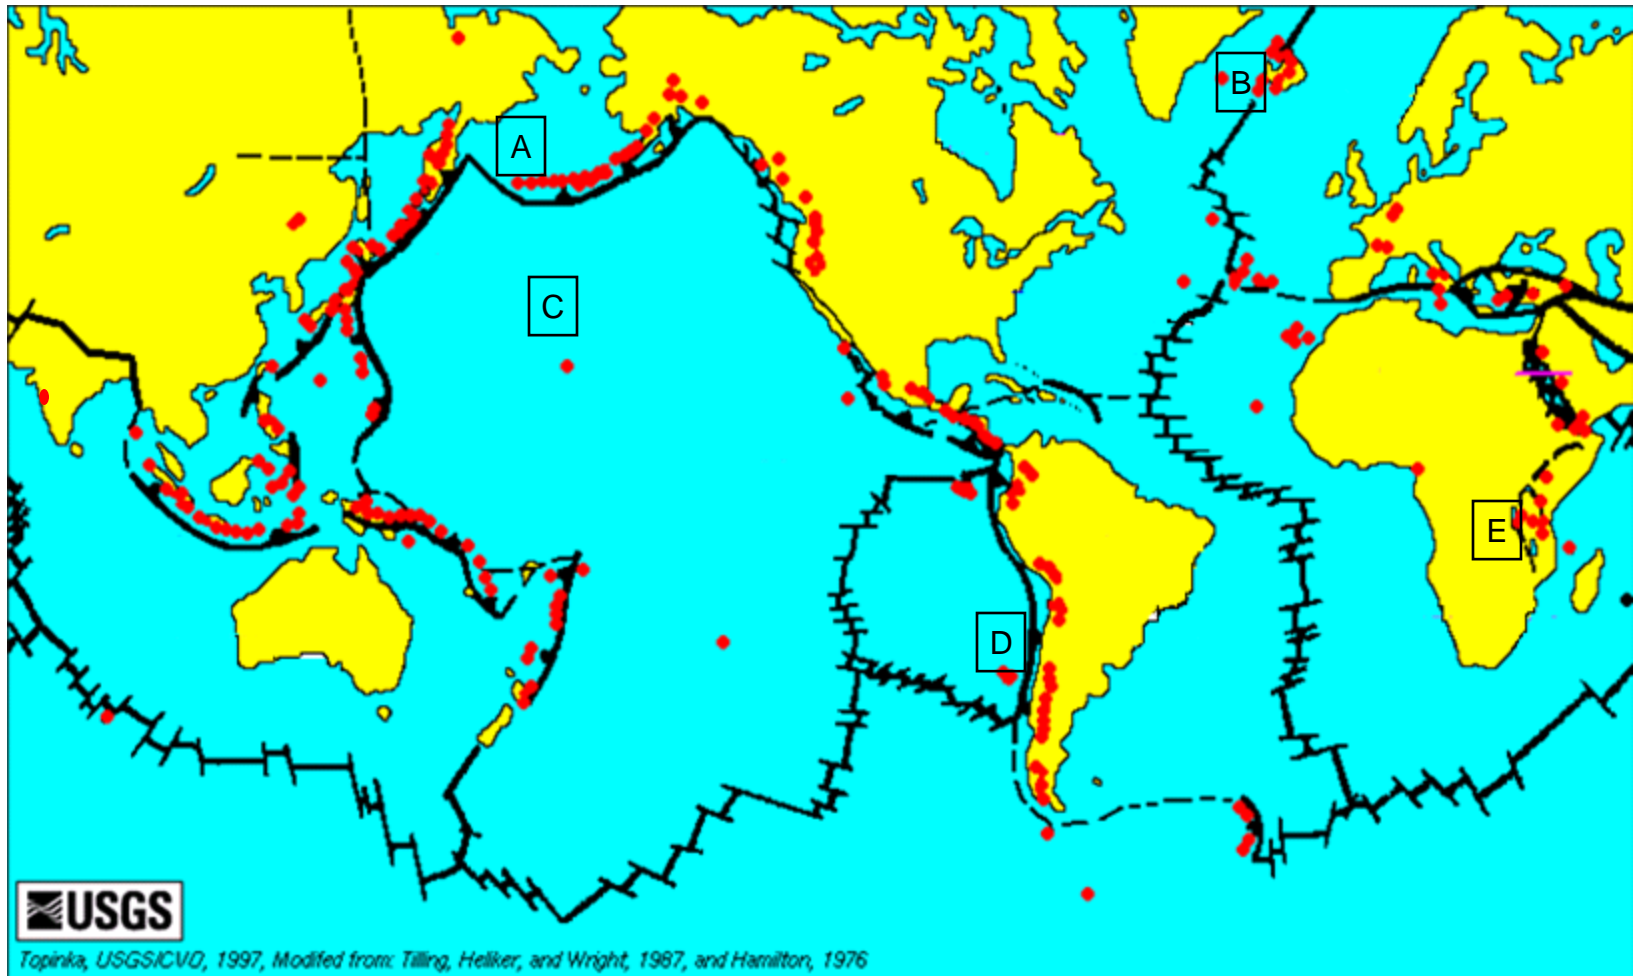 A
B
C
D
E
USGS
Topinka, USGS/CVO, 1997, Modified from: Tilling, Heliker, and Wright, 1987, and Hamilton, 1976